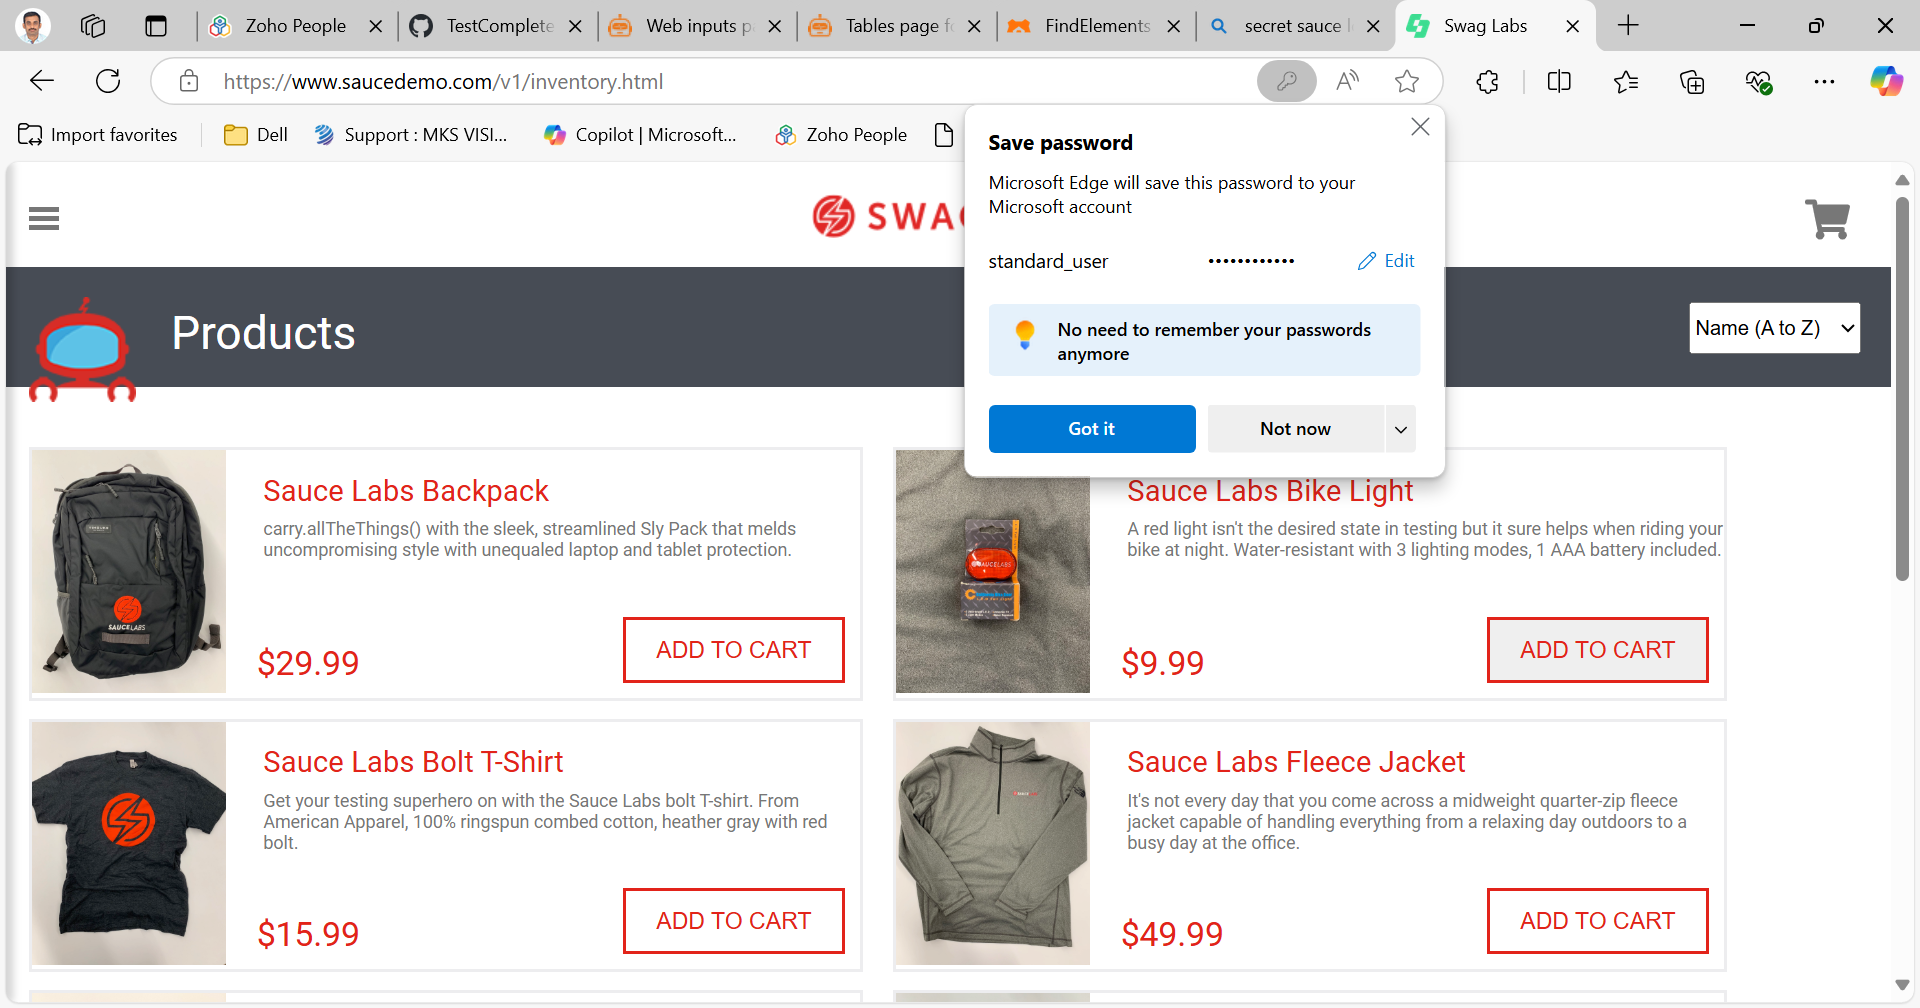 Zoho People
TestComplete
Web inputs p
Tables page fo
FindElements
secret sauce l
Swag Labs
https://www.saucedemo.com/v1/inventory.html
Import favorites
Dell
Support : MKS VISI...
Copilot | Microsoft...
Zoho People
Save password
Microsoft Edge will save this password to your
Microsoft account
standard_user
••••••••••••
Edit
No need to remember your passwords
anymore
Got it
Not now
SWAG
Products
Name (A to Z)
Sauce Labs Backpack
carry.allTheThings() with the sleek, streamlined Sly Pack that melds
uncompromising style with unequaled laptop and tablet protection.
SAUCELABS
$29.99
ADD TO CART
Sauce Labs Bike Light
A red light isn't the desired state in testing but it sure helps when riding your
bike at night. Water-resistant with 3 lighting modes, 1 AAA battery included.
SAUCELABS
$9.99
ADD TO CART
Sauce Labs Bolt T-Shirt
Get your testing superhero on with the Sauce Labs bolt T-shirt. From
American Apparel, 100% ringspun combed cotton, heather gray with red
bolt.
$15.99
ADD TO CART
Sauce Labs Fleece Jacket
It's not every day that you come across a midweight quarter-zip fleece
jacket capable of handling everything from a relaxing day outdoors to a
busy day at the office.
$49.99
ADD TO CART